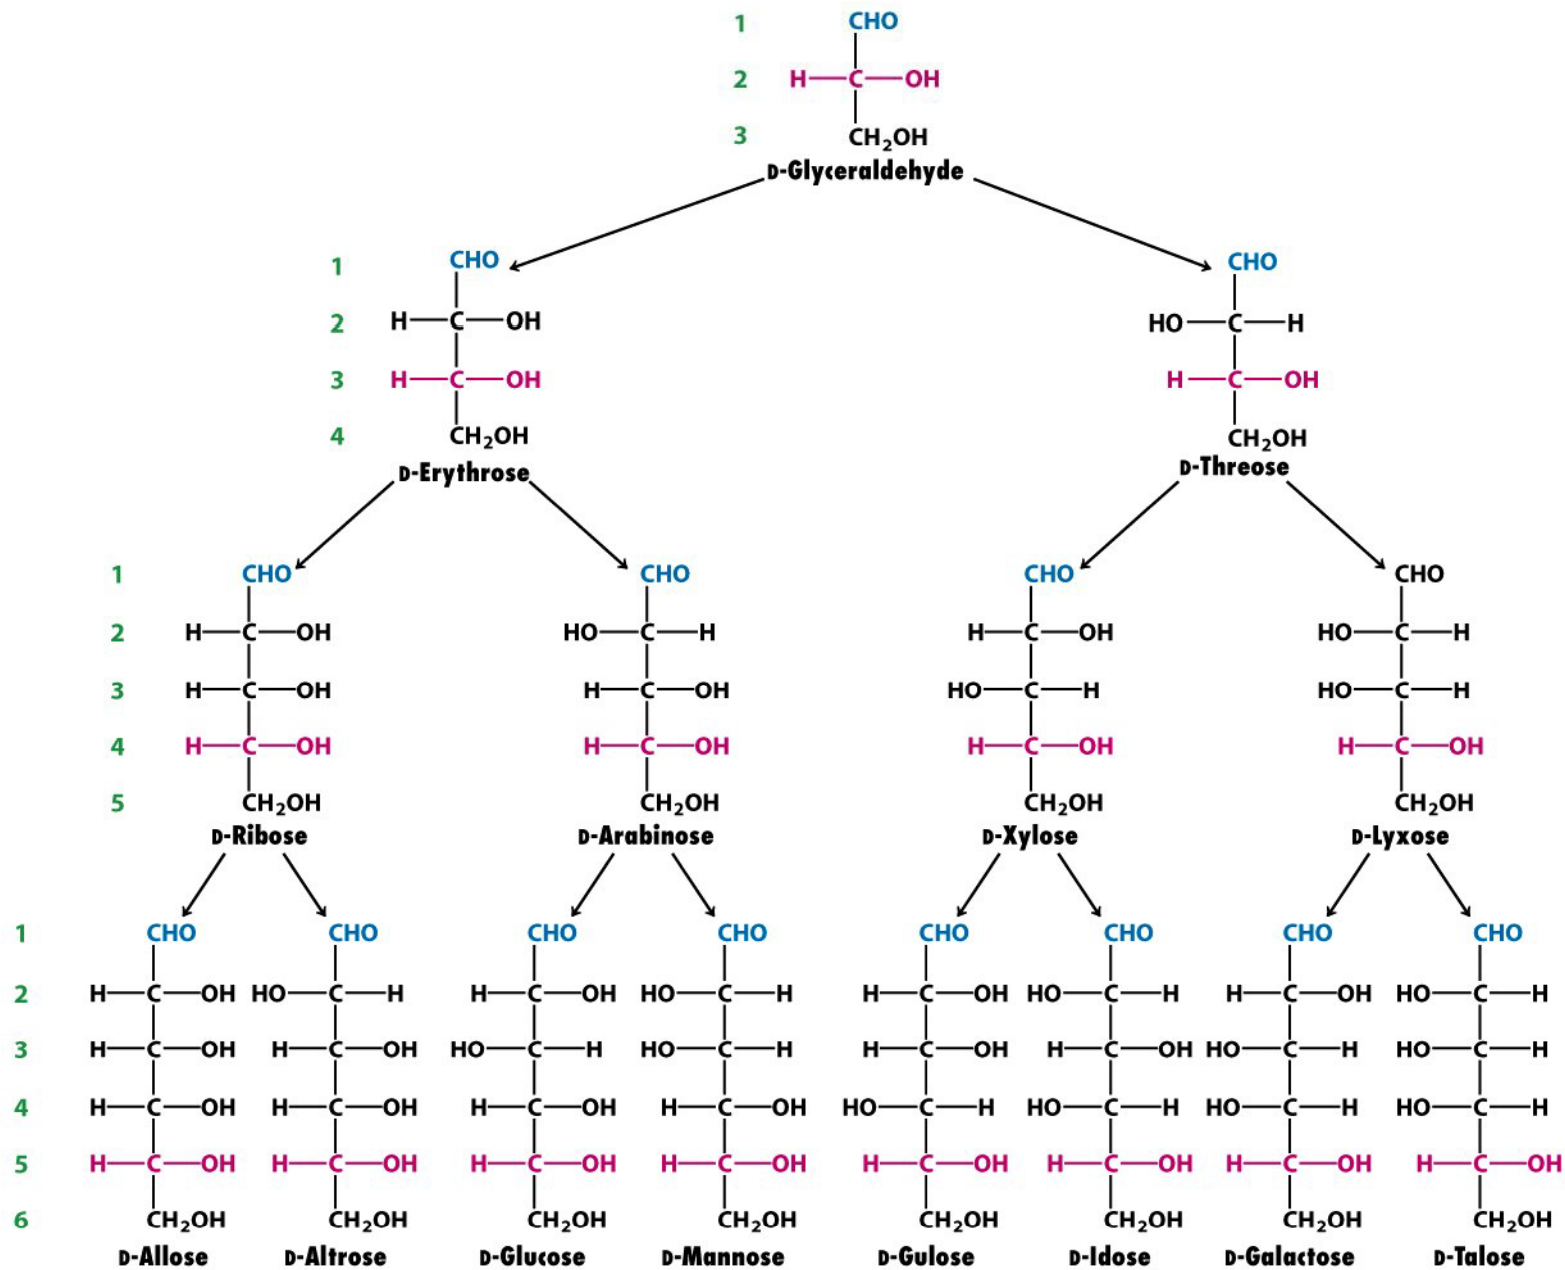 1 CHO
2 H C OH
3 CH₂OH
D-Glyceraldehyde
1 CHO CHO
2 H C OH HO C H
3 H C OH H C OH
4 CH₂OH CH₂OH
D-Erythrose D-Threose
1 CHO CHO CHO CHO
2 H C OH HO C H H C OH HO C H
3 H C OH H C OH HO C H HO C H
4 H C OH H C OH H C OH H C OH
5 CH₂OH CH₂OH CH₂OH CH₂OH
D-Ribose D-Arabinose D-Xylose D-Lyxose
1 CHO CHO CHO CHO CHO CHO CHO CHO
2 H C OH HO C H H C OH HO C H H C OH HO C H H C OH HO C H
3 H C OH H C OH HO C H HO C H H C OH H C OH HO C H HO C H
4 H C OH H C OH H C OH H C OH HO C H HO C H HO C H HO C H
5 H C OH H C OH H C OH H C OH H C OH H C OH H C OH H C OH
6 CH₂OH CH₂OH CH₂OH CH₂OH CH₂OH CH₂OH CH₂OH CH₂OH
D-Allose D-Altrose D-Glucose D-Mannose D-Gulose D-Idose D-Galactose D-Talose